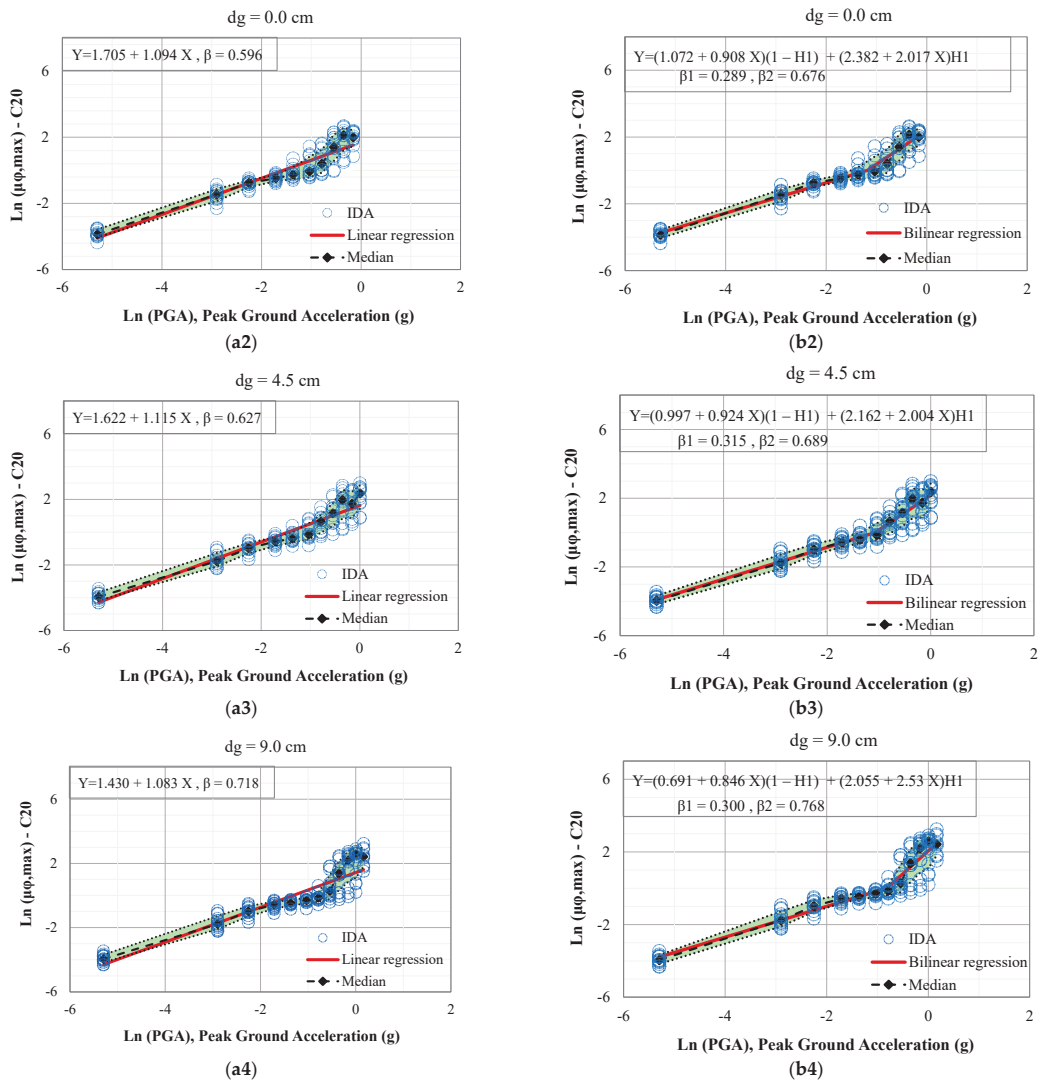 dg = 0.0 cm
Y=1.705 + 1.094 X , β = 0.596
6
2
-2
-6
Ln (μφ,max) - C20
IDA
Linear regression
Median
-6 -4 -2 0 2
Ln (PGA), Peak Ground Acceleration (g)
(a2)
dg = 0.0 cm
Y=(1.072 + 0.908 X)(1 – H1) + (2.382 + 2.017 X)H1
β1 = 0.289 , β2 = 0.676
6
2
-2
-6
Ln (μφ,max) - C20
IDA
Bilinear regression
Median
-6 -4 -2 0 2
Ln (PGA), Peak Ground Acceleration (g)
(b2)
dg = 4.5 cm
Y=1.622 + 1.115 X , β = 0.627
6
2
-2
-6
Ln (μφ,max) - C20
IDA
Linear regression
Median
-6 -4 -2 0 2
Ln (PGA), Peak Ground Acceleration (g)
(a3)
dg = 4.5 cm
Y=(0.997 + 0.924 X)(1 – H1) + (2.162 + 2.004 X)H1
β1 = 0.315 , β2 = 0.689
6
2
-2
-6
Ln (μφ,max) - C20
IDA
Bilinear regression
Median
-6 -4 -2 0 2
Ln (PGA), Peak Ground Acceleration (g)
(b3)
dg = 9.0 cm
Y=1.430 + 1.083 X , β = 0.718
6
2
-2
-6
Ln (μφ,max) - C20
IDA
Linear regression
Median
-6 -4 -2 0 2
Ln (PGA), Peak Ground Acceleration (g)
(a4)
dg = 9.0 cm
Y=(0.691 + 0.846 X)(1 – H1) + (2.055 + 2.53 X)H1
β1 = 0.300 , β2 = 0.768
6
2
-2
-6
Ln (μφ,max) - C20
IDA
Bilinear regression
Median
-6 -4 -2 0 2
Ln (PGA), Peak Ground Acceleration (g)
(b4)